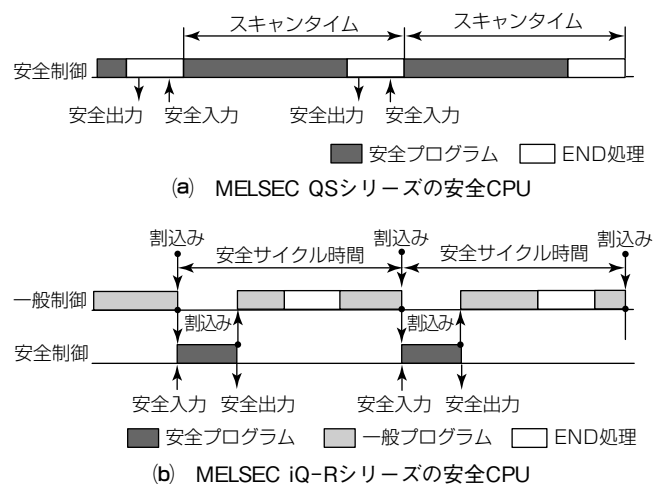 スキャンタイム スキャンタイム
安全制御
安全出力 安全入力 安全出力 安全入力
安全プログラム END処理
(a) MELSEC QSシリーズの安全CPU
割込み 割込み 割込み
安全サイクル時間 安全サイクル時間
一般制御
割込み 割込み
安全制御
安全入力 安全出力 安全入力 安全出力
安全プログラム 一般プログラム END処理
(b) MELSEC iQ-Rシリーズの安全CPU